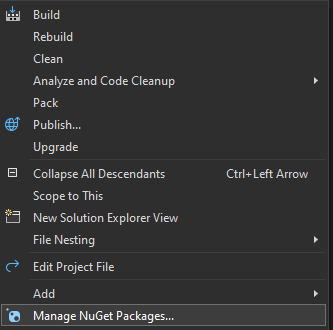 Build
Rebuild
Clean
Analyze and Code Cleanup
Pack
Publish...
Upgrade
Collapse All Descendants Ctrl+Left Arrow
Scope to This
New Solution Explorer View
File Nesting
Edit Project File
Add
Manage NuGet Packages...